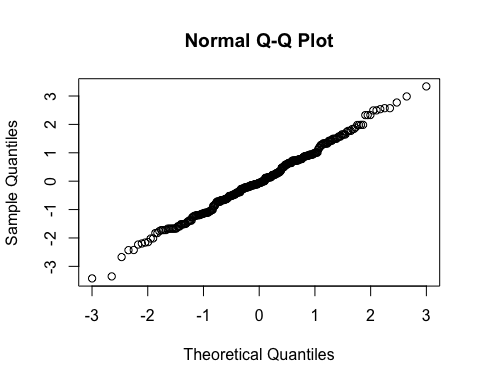 Normal Q-Q Plot
3
2
1
0
-1
-2
-3
Sample Quantiles
-3 -2 -1 0 1 2 3
Theoretical Quantiles